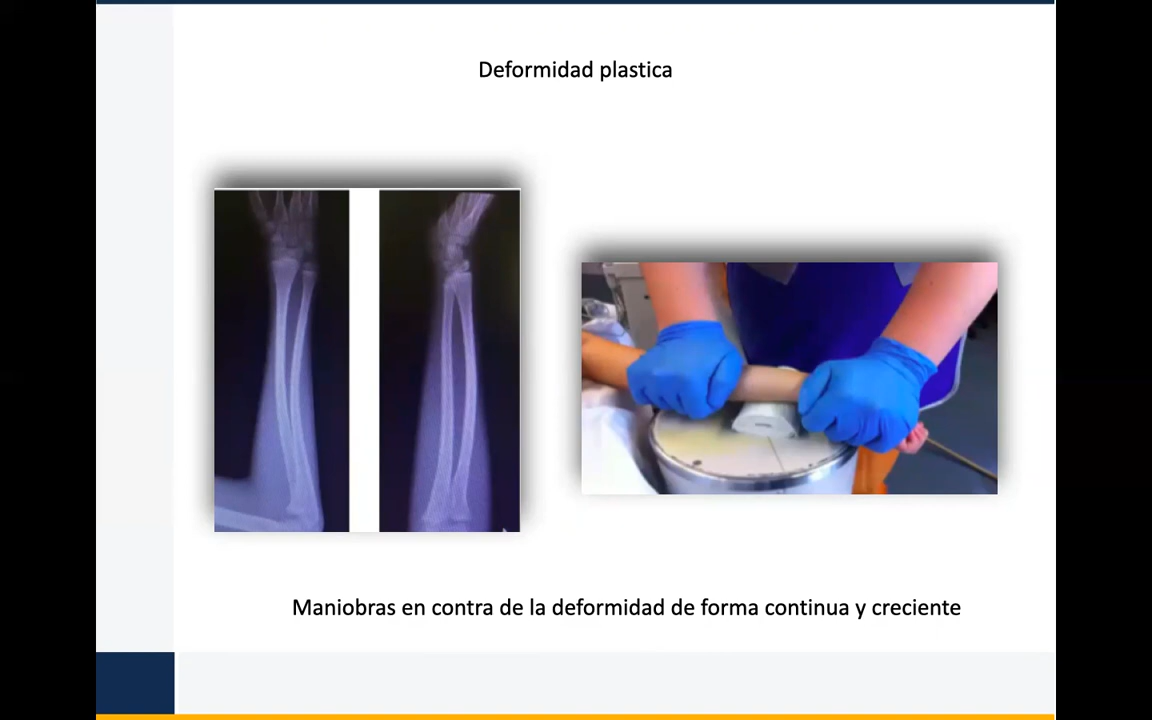 Deformidad plastica
Maniobras en contra de la deformidad de forma continua y creciente